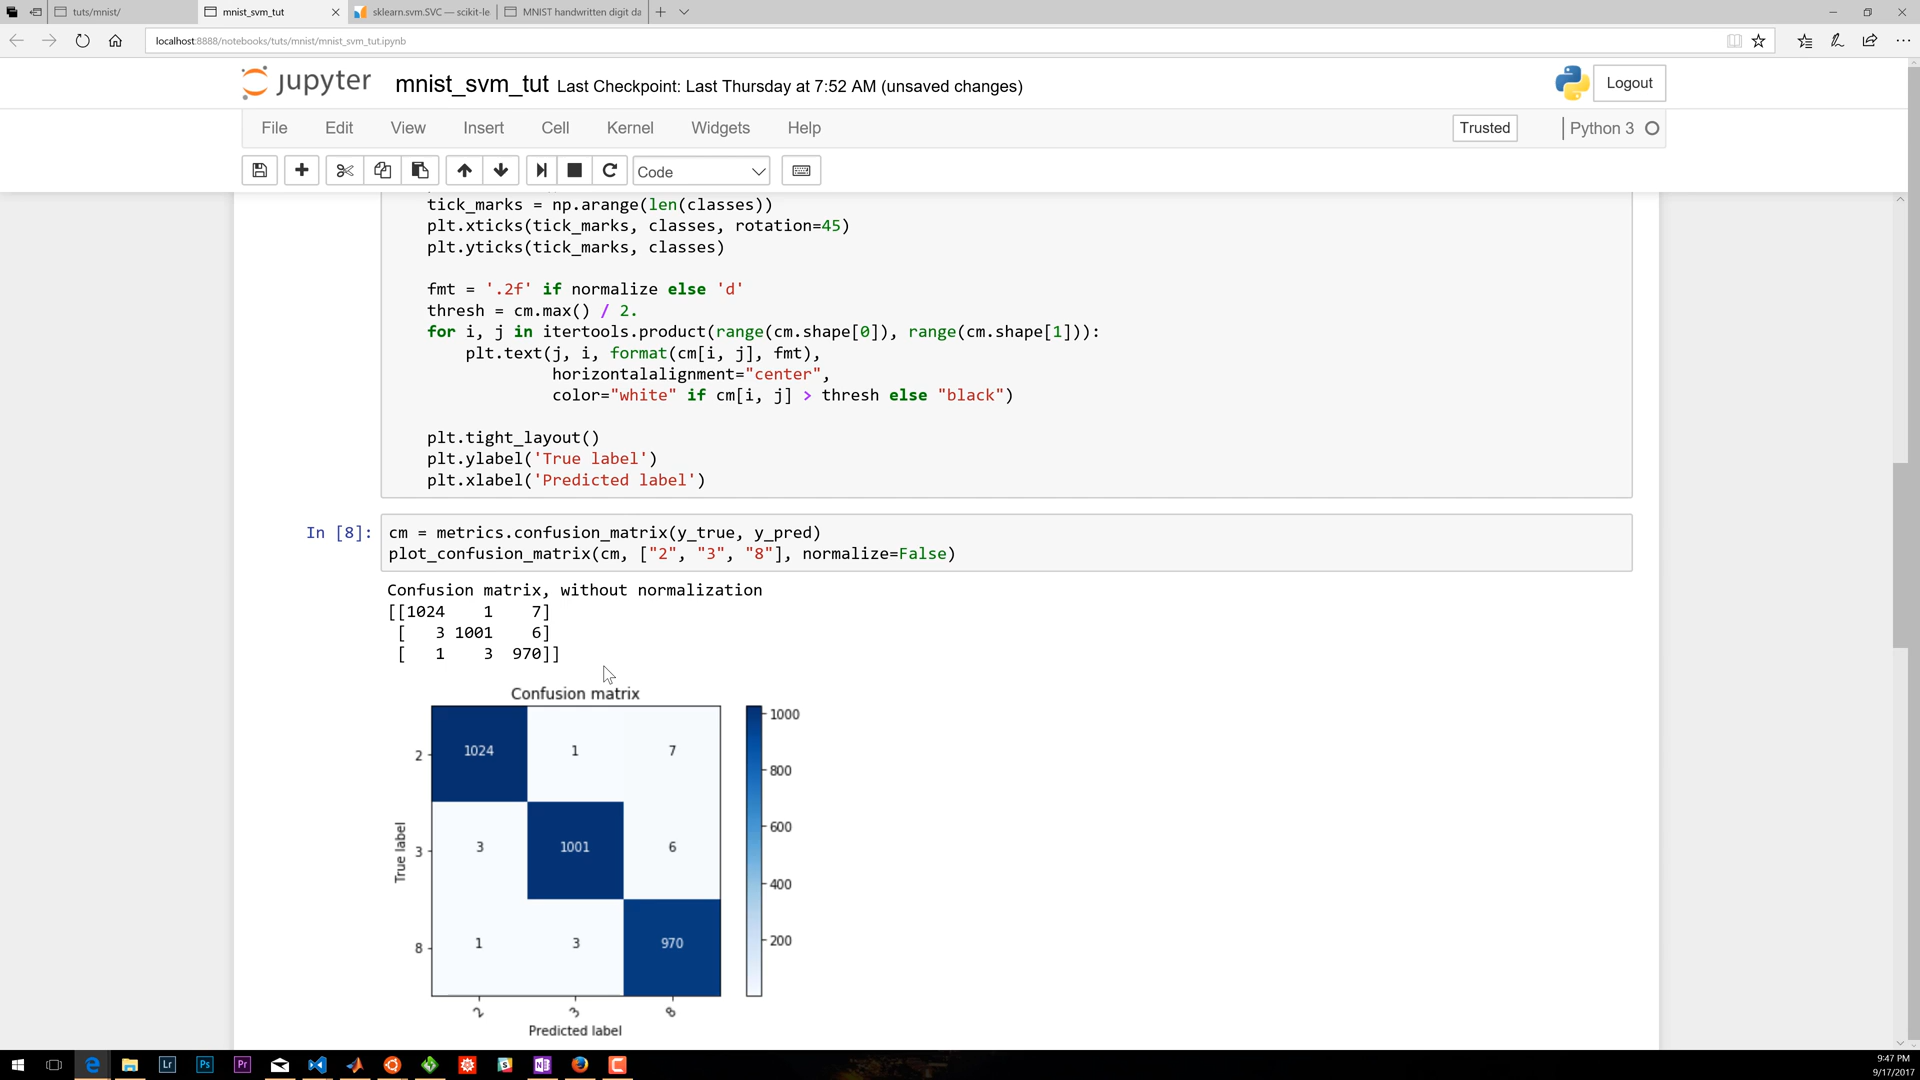 tuts/mnist/
mnist_svm_tut
sklearn.svm.SVC — scikit-le
MNIST handwritten digit da
localhost:8888/notebooks/tuts/mnist/mnist_svm_tut.ipynb
jupyter
mnist_svm_tut Last Checkpoint: Last Thursday at 7:52 AM (unsaved changes)
Logout
File Edit View Insert Cell Kernel Widgets Help
Trusted
Python 3
Code
tick_marks = np.arange(len(classes))
plt.xticks(tick_marks, classes, rotation=45)
plt.yticks(tick_marks, classes)
fmt = '.2f' if normalize else 'd'
thresh = cm.max() / 2.
for i, j in itertools.product(range(cm.shape[0]), range(cm.shape[1])):
plt.text(j, i, format(cm[i, j], fmt),
horizontalalignment="center",
color="white" if cm[i, j] > thresh else "black")
plt.tight_layout()
plt.ylabel('True label')
plt.xlabel('Predicted label')
In [8]:
cm = metrics.confusion_matrix(y_true, y_pred)
plot_confusion_matrix(cm, ["2", "3", "8"], normalize=False)
Confusion matrix, without normalization
[[1024 1 7]
[ 3 1001 6]
[ 1 3 970]]
Confusion matrix
1024 1 7
3 1001 6
1 3 970
2
3
8
True label
2 3 8
Predicted label
1000
800
600
400
200
Lr
Ps
Pr
9:47 PM
9/17/2017